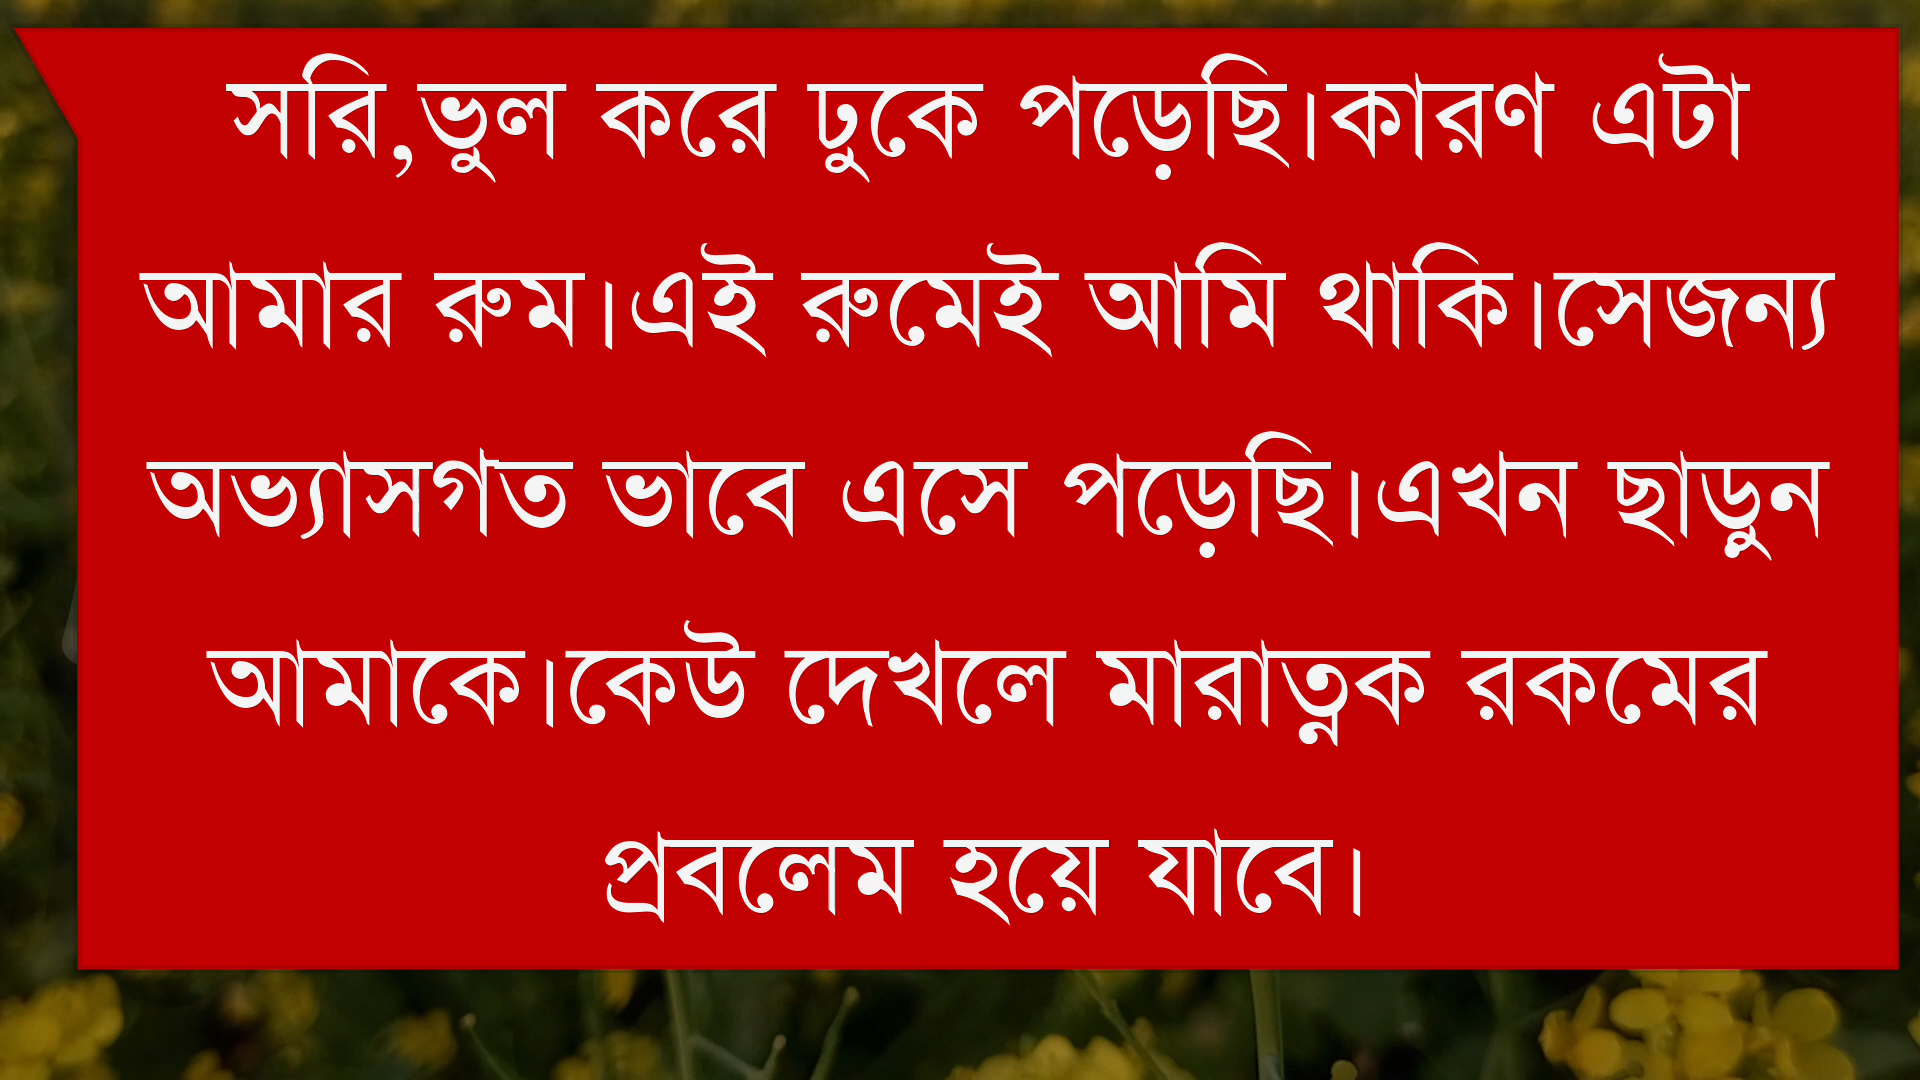 সরি,ভুল করে ঢুকে পড়েছি।কারণ এটা
আমার রুম।এই রুমেই আমি থাকি।সেজন্য
অভ্যাসগত ভাবে এসে পড়েছি।এখন ছাড়ুন
আমাকে।কেউ দেখলে মারাত্নক রকমের
প্রবলেম হয়ে যাবে।